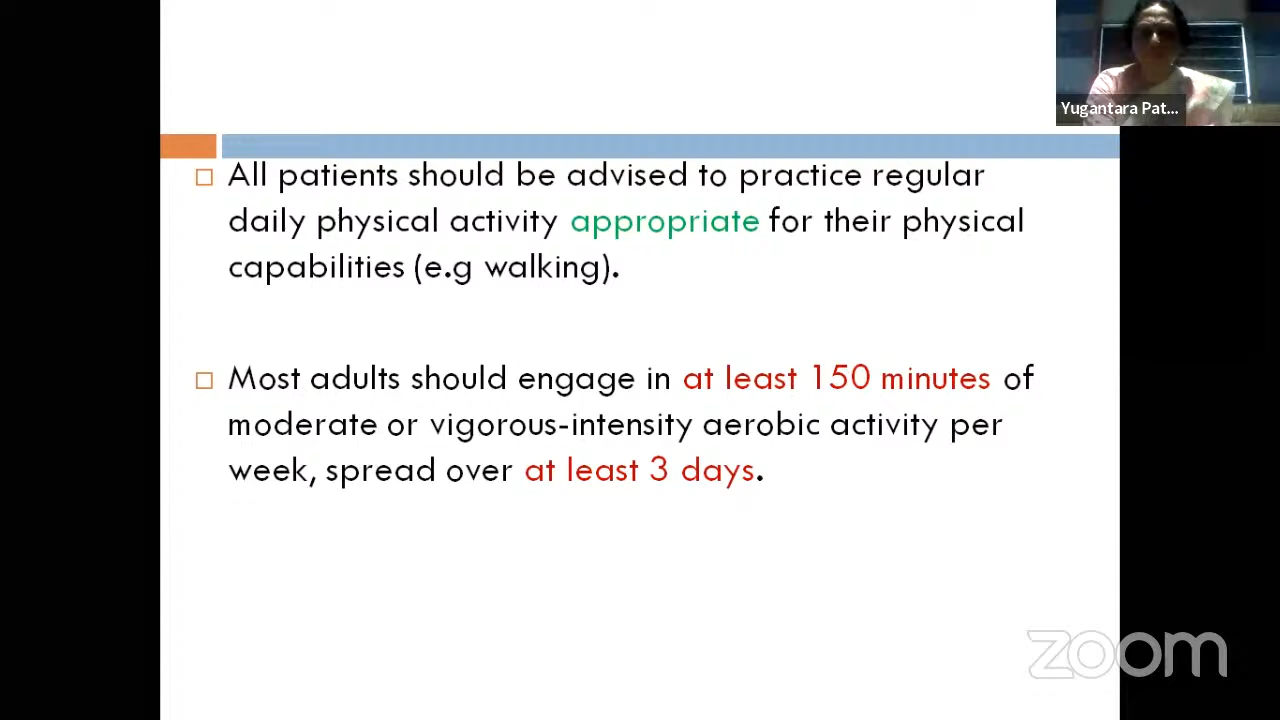 Yugantara Pat...
All patients should be advised to practice regular
daily physical activity appropriate for their physical
capabilities (e.g walking).
Most adults should engage in at least 150 minutes of
moderate or vigorous-intensity aerobic activity per
week, spread over at least 3 days.
zoom